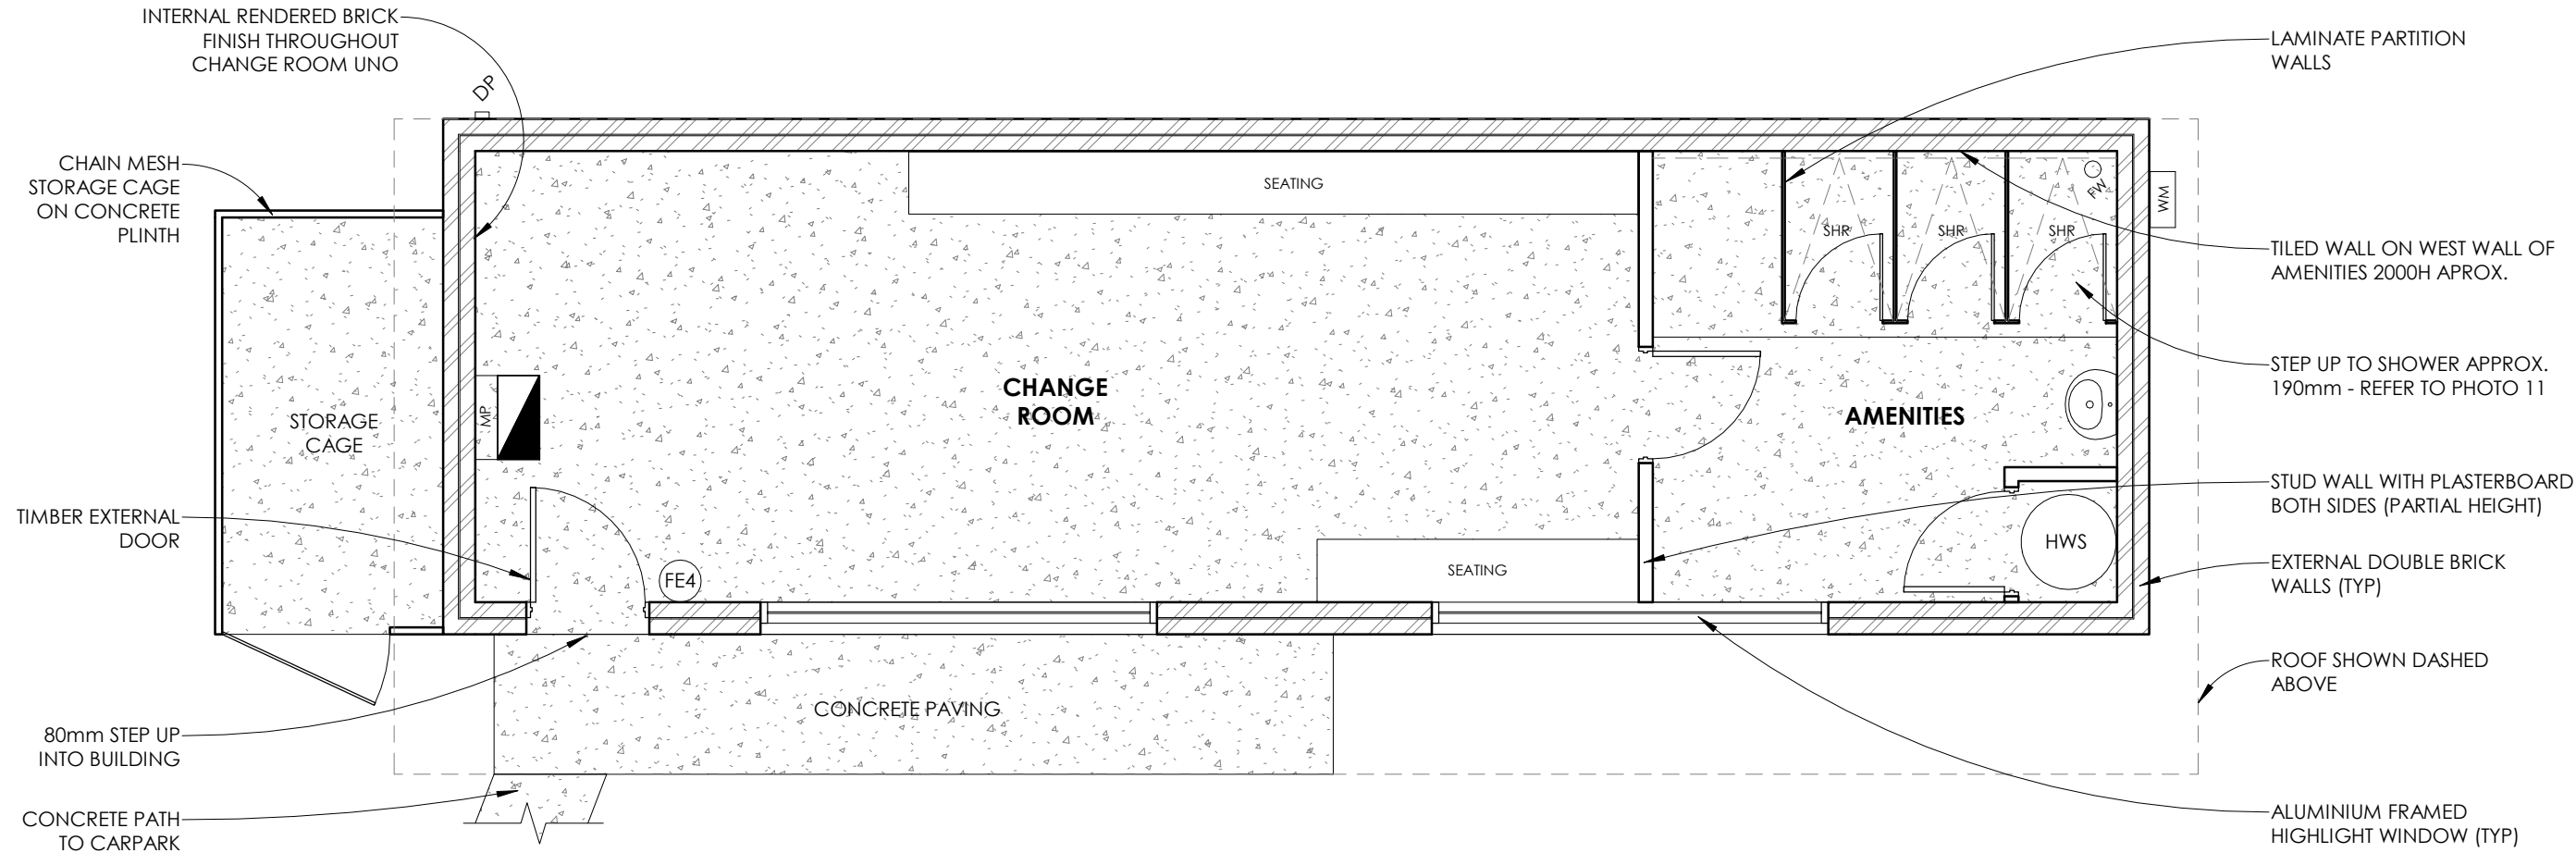 INTERNAL RENDERED BRICK
FINISH THROUGHOUT
CHANGE ROOM UNO
DP
CHAIN MESH
STORAGE CAGE
ON CONCRETE
PLINTH
TIMBER EXTERNAL
DOOR
80mm STEP UP
INTO BUILDING
CONCRETE PATH
TO CARPARK
STORAGE
CAGE
MP
FE4
SEATING
CHANGE
ROOM
SEATING
CONCRETE PAVING
SHR
SHR
SHR
FW
AMENITIES
HWS
WM
LAMINATE PARTITION
WALLS
TILED WALL ON WEST WALL OF
AMENITIES 2000H APROX.
STEP UP TO SHOWER APPROX.
190mm - REFER TO PHOTO 11
STUD WALL WITH PLASTERBOARD
BOTH SIDES (PARTIAL HEIGHT)
EXTERNAL DOUBLE BRICK
WALLS (TYP)
ROOF SHOWN DASHED
ABOVE
ALUMINIUM FRAMED
HIGHLIGHT WINDOW (TYP)